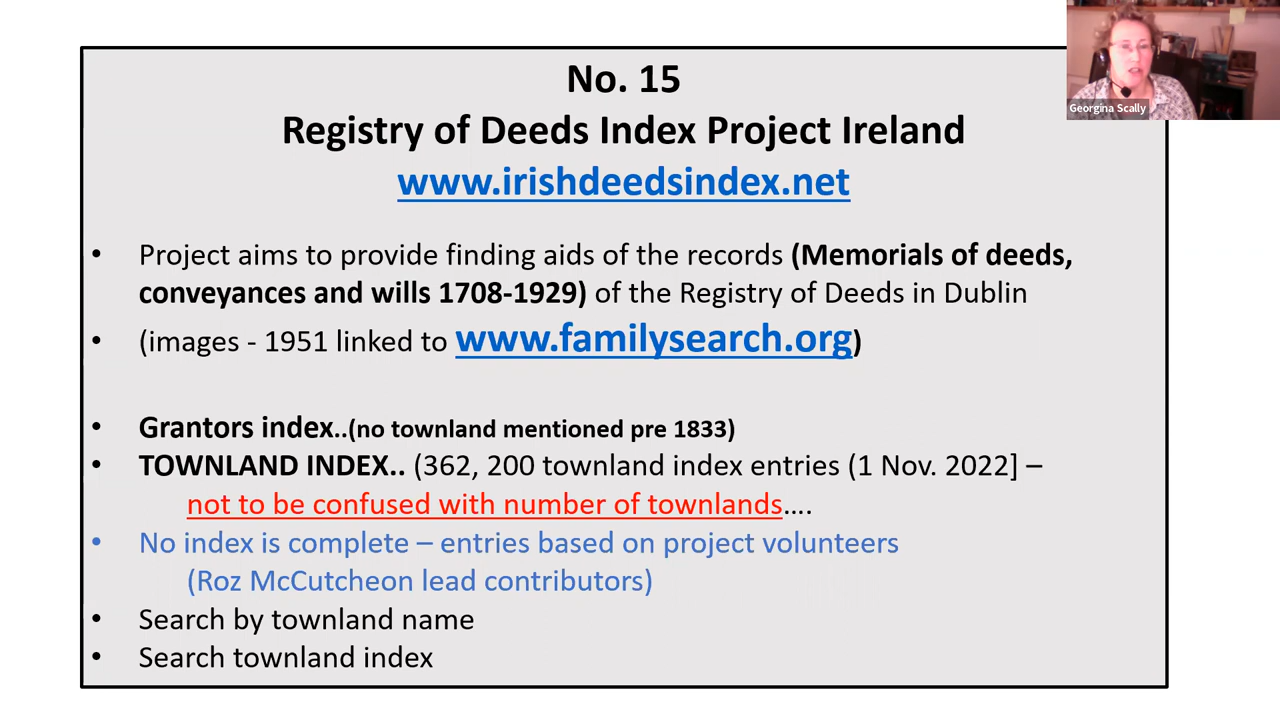 No. 15
Registry of Deeds Index Project Ireland
www.irishdeedsindex.net
Georgina Scally
• Project aims to provide finding aids of the records (Memorials of deeds,
conveyances and wills 1708-1929) of the Registry of Deeds in Dublin
• (images - 1951 linked to www.familysearch.org)
• Grantors index..(no townland mentioned pre 1833)
• TOWNLAND INDEX.. (362, 200 townland index entries (1 Nov. 2022] –
not to be confused with number of townlands....
• No index is complete – entries based on project volunteers
(Roz McCutcheon lead contributors)
• Search by townland name
• Search townland index